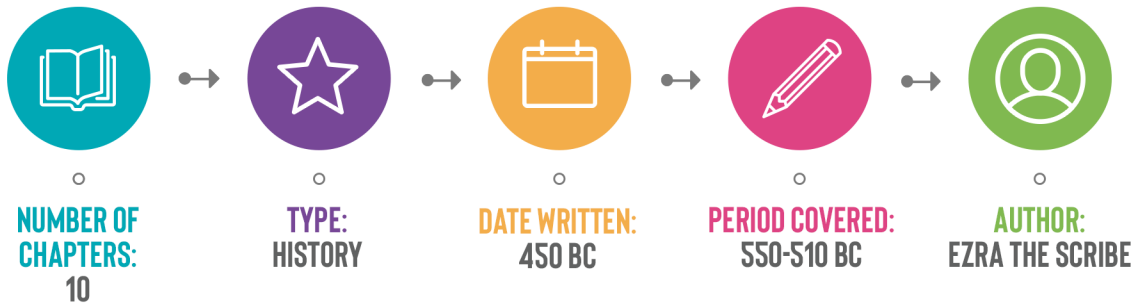 NUMBER OF
CHAPTERS:
10
TYPE:
HISTORY
DATE WRITTEN:
450 BC
PERIOD COVERED:
550-510 BC
AUTHOR:
EZRA THE SCRIBE